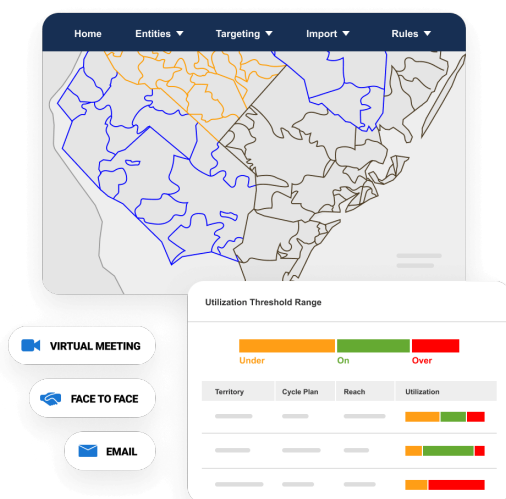 Home Entities Targeting Import Rules
Utilization Threshold Range
Under On Over
Territory Cycle Plan Reach Utilization
VIRTUAL MEETING
FACE TO FACE
EMAIL